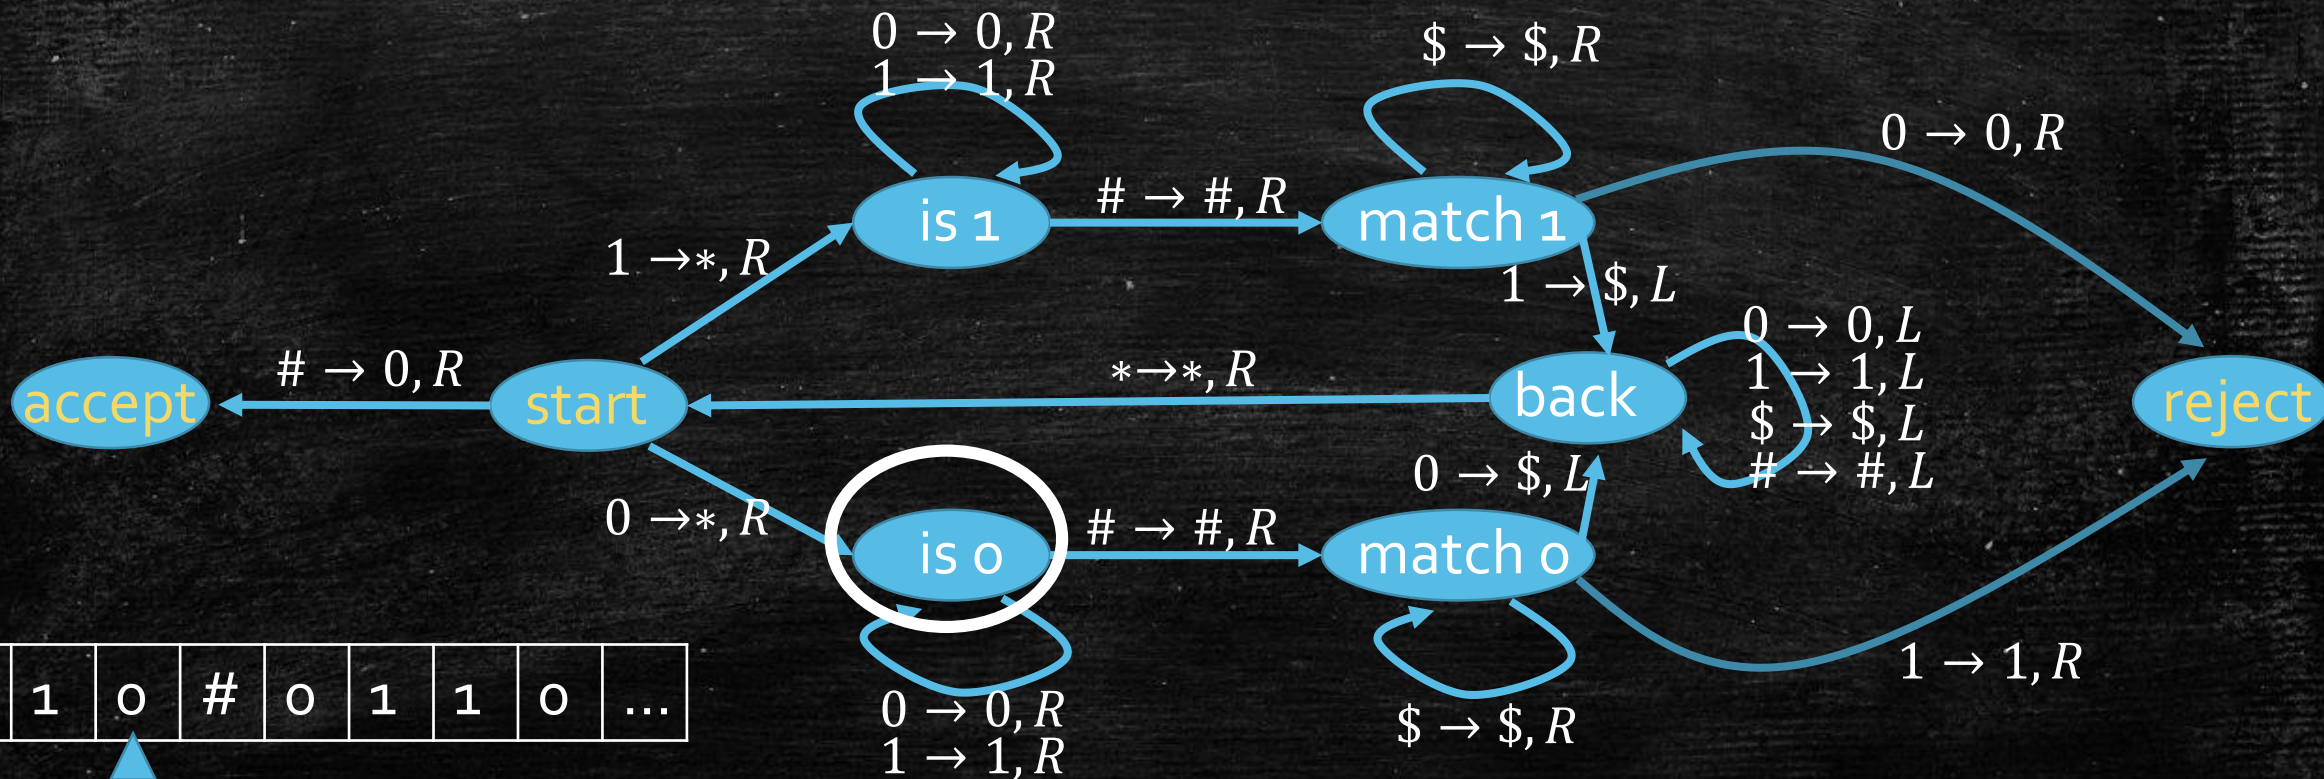 0 → 0, R
1 → 1, R
$ → $, R
0 → 0, R
is 1
# → #, R
match 1
1 →*, R
1 → $, L
accept
# → 0, R
start
*→*, R
back
0 → 0, L
1 → 1, L
$ → $, L
# → #, L
reject
0 →*, R
is 0
# → #, R
0 → $, L
match 0
1 → 1, R
1 0 # 0 1 1 0 ...
0 → 0, R
1 → 1, R
$ → $, R